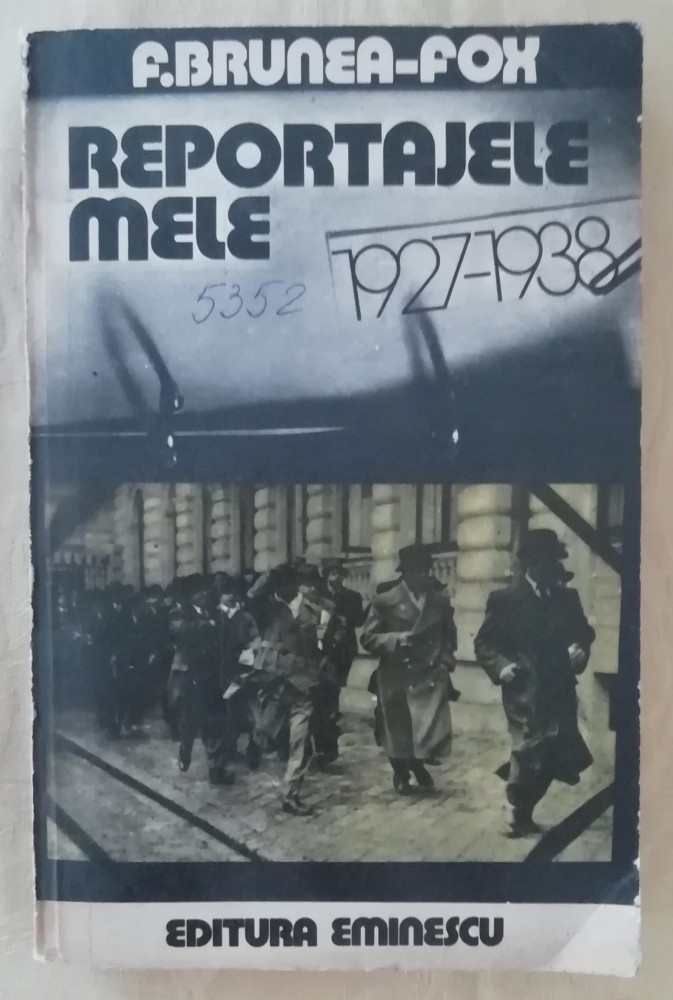 F.BRUNEA-FOX
REPORTAJELE
MELE
1927-1938
5352
EDITURA EMINESCU